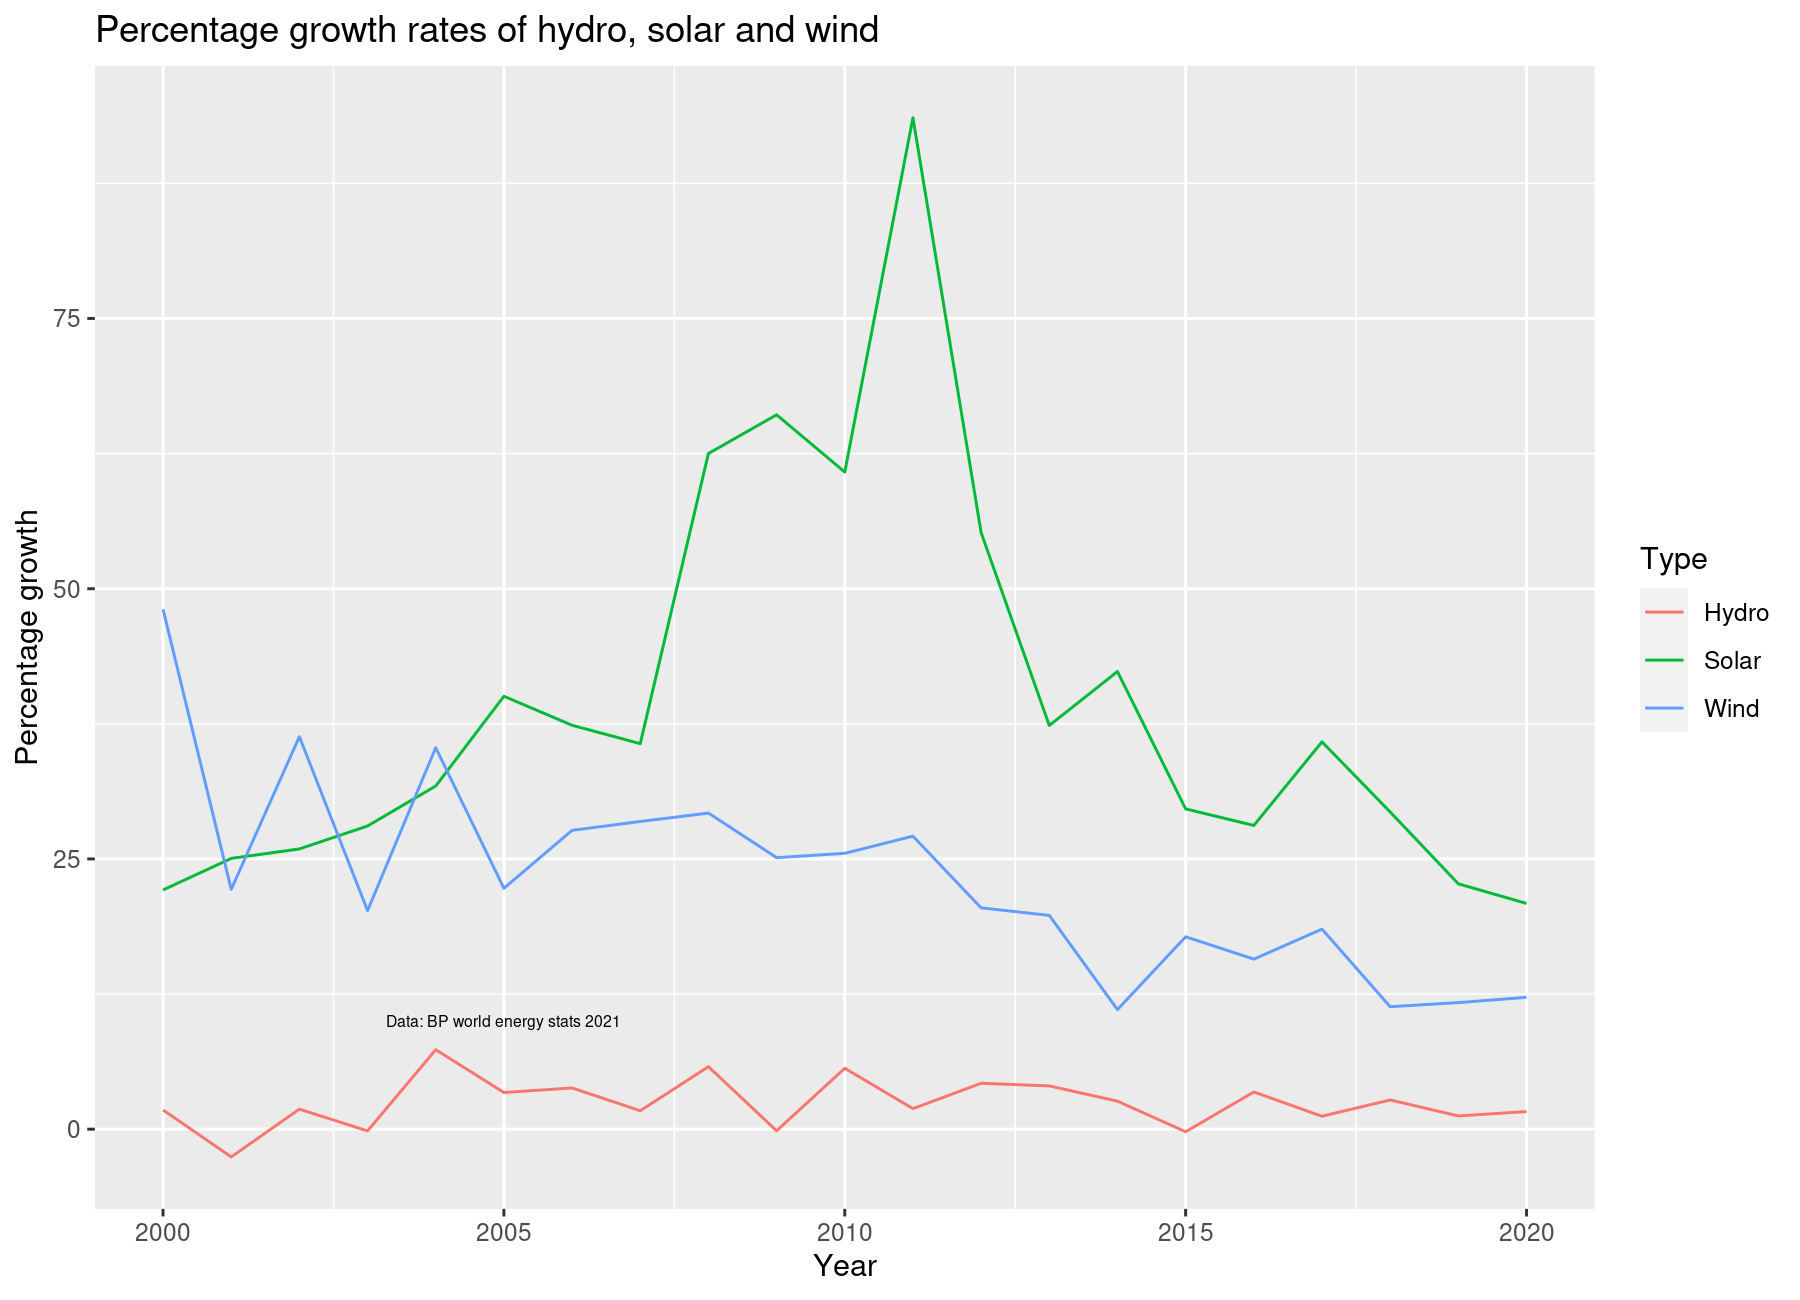 Percentage growth rates of hydro, solar and wind
Percentage growth
75
50
25
0
Data: BP world energy stats 2021
2000 2005 2010 2015 2020
Year
Type
Hydro
Solar
Wind